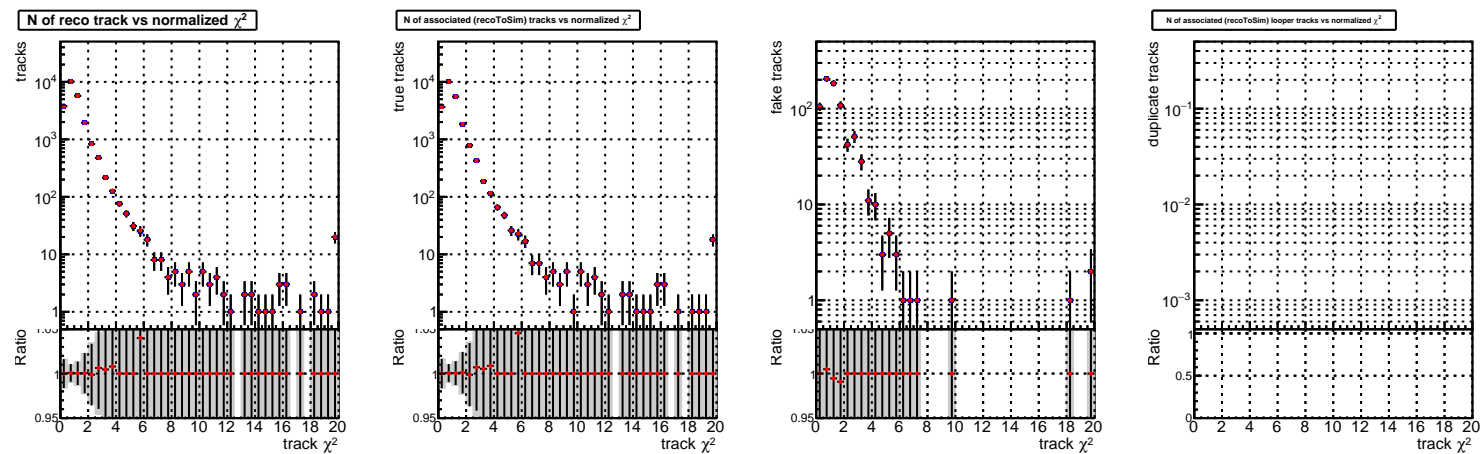 N of reco track vs normalized χ²
tracks
10⁴
10³
10²
10
1
Ratio
1.05
1
0.95
0 2 4 6 8 10 12 14 16 18 20
track χ²
N of associated (recoToSim) tracks vs normalized χ²
true tracks
10⁴
10³
10²
10
1
Ratio
1.05
1
0.95
0 2 4 6 8 10 12 14 16 18 20
track χ²
fake tracks
10²
10
1
Ratio
1.05
1
0.95
0 2 4 6 8 10 12 14 16 18 20
track χ²
N of associated (recoToSim) looper tracks vs normalized χ²
duplicate tracks
10⁻¹
10⁻²
10⁻³
Ratio
1
0.5
0
0 2 4 6 8 10 12 14 16 18 20
track χ²